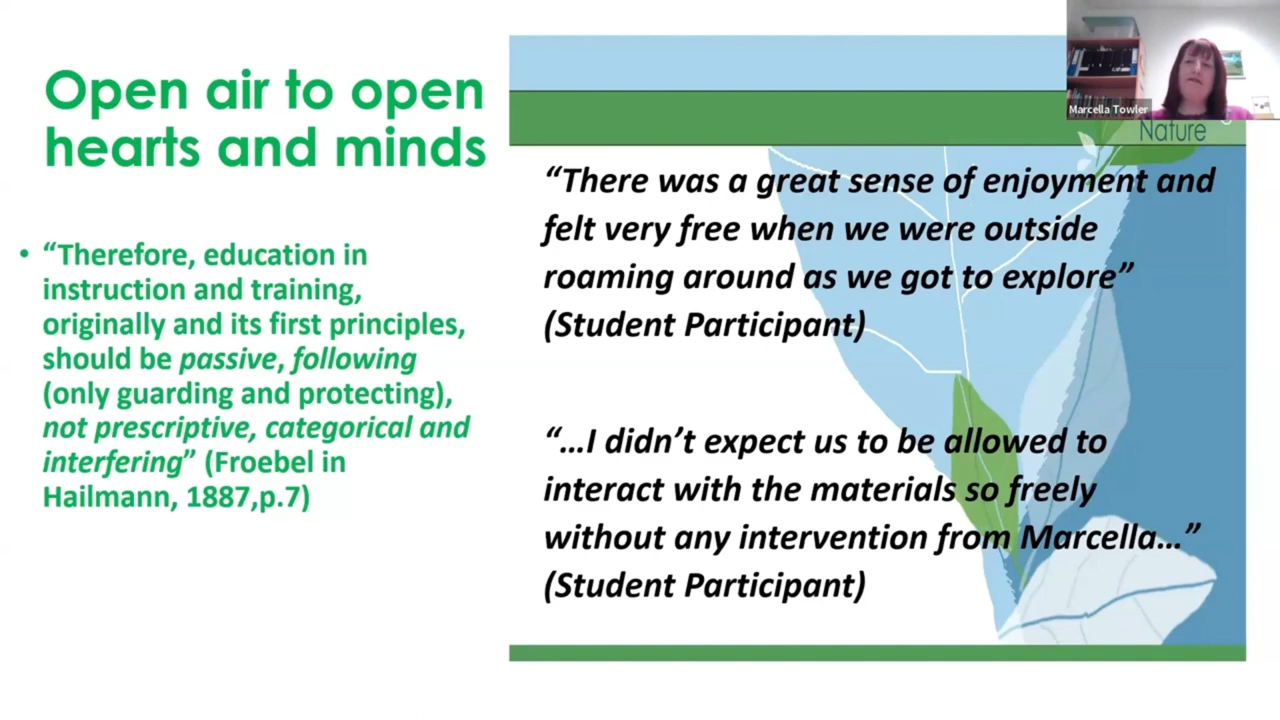 Open air to open
hearts and minds
• “Therefore, education in
instruction and training,
originally and its first principles,
should be passive, following
(only guarding and protecting),
not prescriptive, categorical and
interfering” (Froebel in
Hailmann, 1887,p.7)
Marcella Towler
Nature
“There was a great sense of enjoyment and
felt very free when we were outside
roaming around as we got to explore”
(Student Participant)
“…I didn’t expect us to be allowed to
interact with the materials so freely
without any intervention from Marcella…”
(Student Participant)